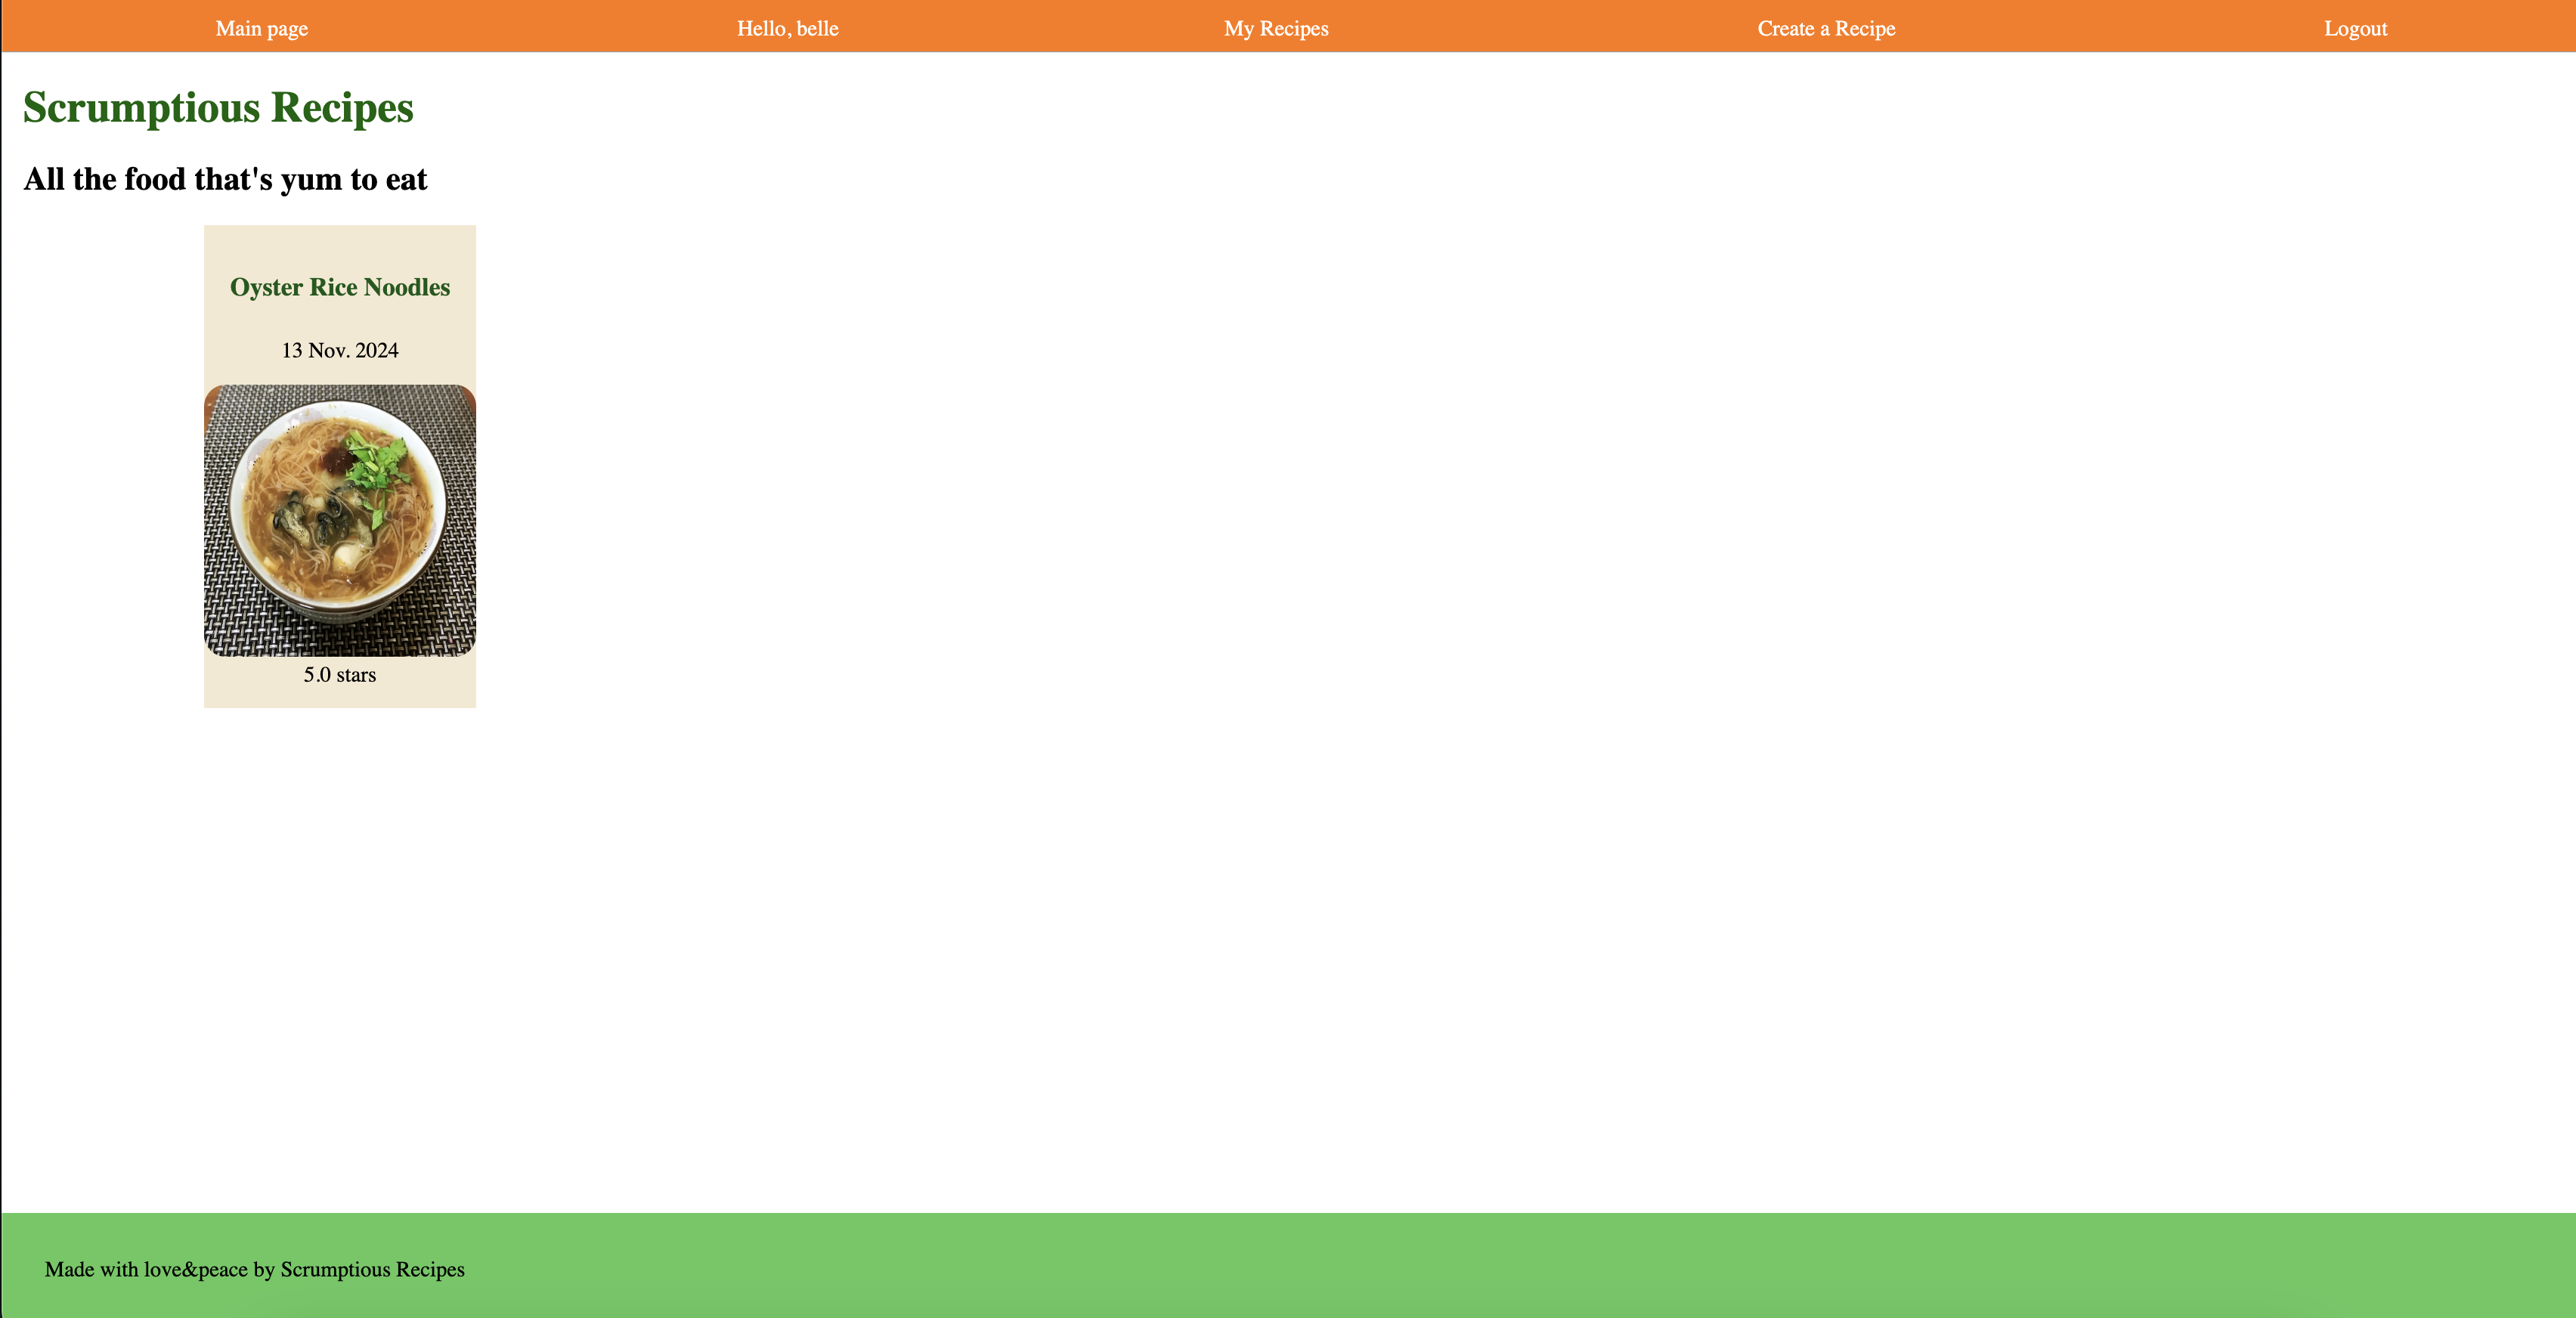 Main page
Hello, belle
My Recipes
Create a Recipe
Logout
Scrumptious Recipes
All the food that's yum to eat
Oyster Rice Noodles
13 Nov. 2024
5.0 stars
Made with love&peace by Scrumptious Recipes